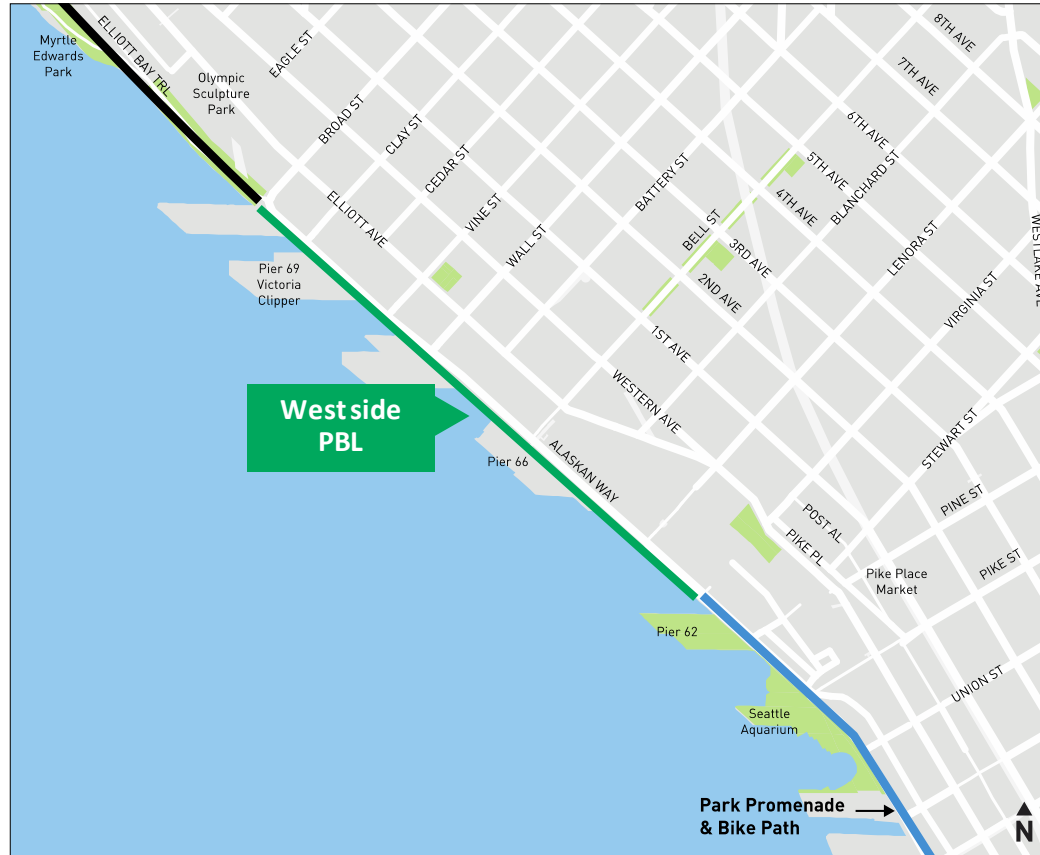 Myrtle
Edwards
Park
ELLIOTT BAY TRL
Olympic
Sculpture
Park
EAGLE ST
BROAD ST
CLAY ST
CEDAR ST
VINE ST
WALL ST
BATTERY ST
BELL ST
BLANCHARD ST
LENORA ST
VIRGINIA ST
STEWART ST
PINE ST
PIKE ST
UNION ST
8TH AVE
7TH AVE
6TH AVE
5TH AVE
4TH AVE
3RD AVE
2ND AVE
1ST AVE
WESTERN AVE
ELLIOTT AVE
WESTLAKE AVE
ALASKAN WAY
POST AL
PIKE PL
Pier 69
Victoria
Clipper
West side
PBL
Pier 66
Pike Place
Market
Pier 62
Seattle
Aquarium
Park Promenade
& Bike Path
N